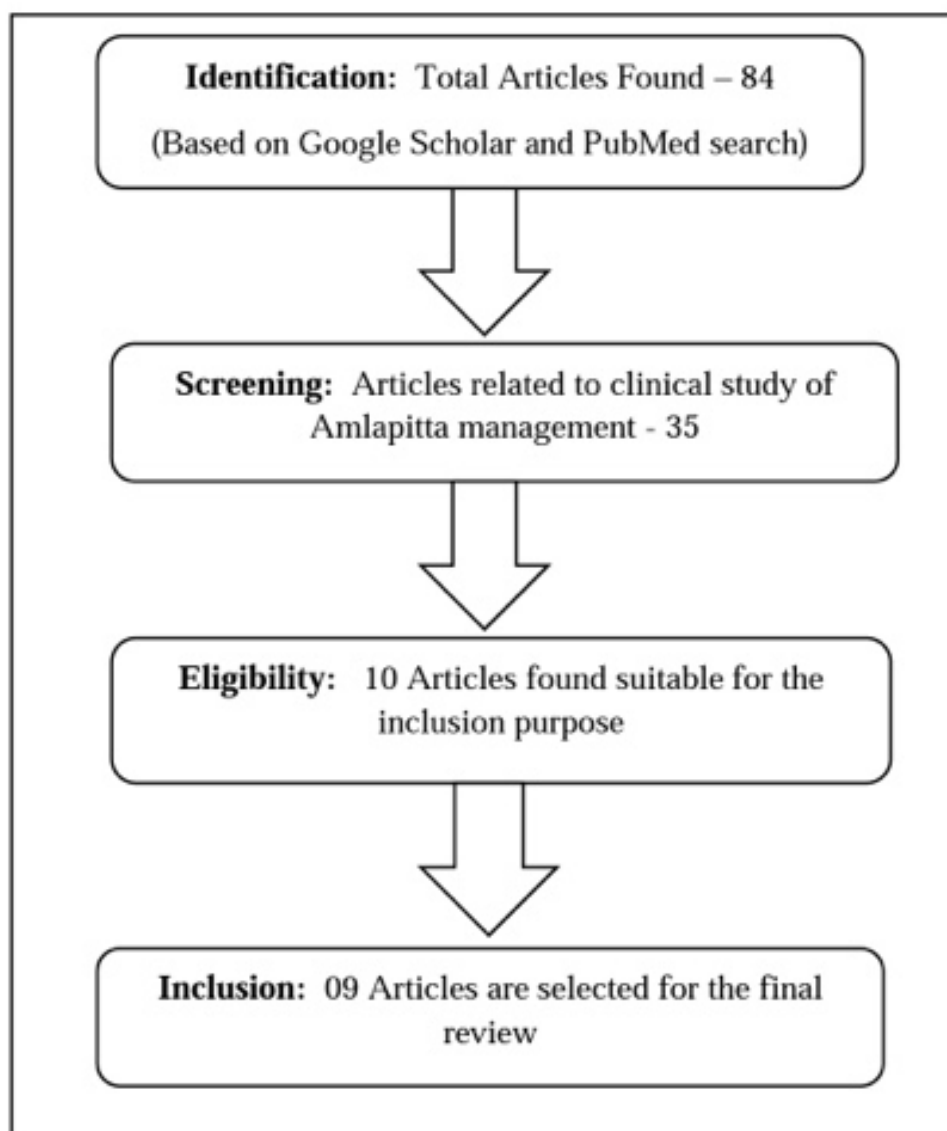 Identification: Total Articles Found – 84
(Based on Google Scholar and PubMed search)
Screening: Articles related to clinical study of
Amlapitta management - 35
Eligibility: 10 Articles found suitable for the
inclusion purpose
Inclusion: 09 Articles are selected for the final
review